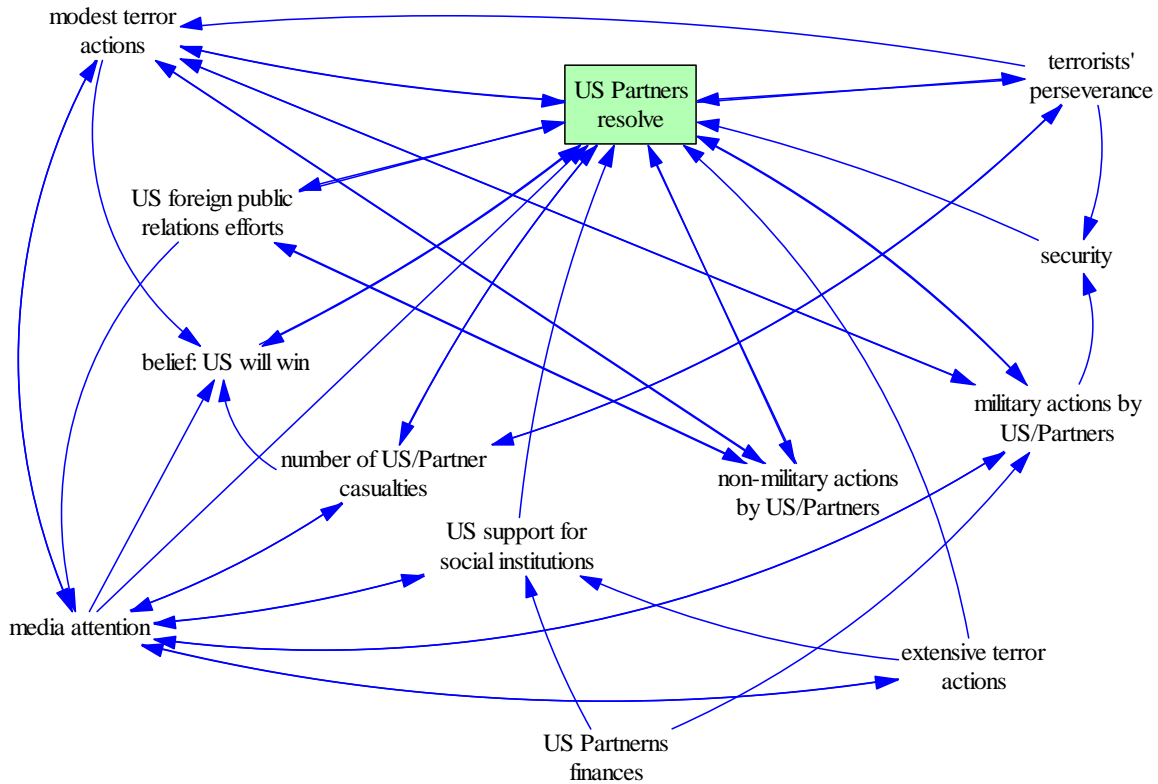 modest terror
actions
US Partners
resolve
terrorists'
perseverance
US foreign public
relations efforts
security
belief: US will win
military actions by
US/Partners
number of US/Partner
casualties
non-military actions
by US/Partners
US support for
social institutions
media attention
extensive terror
actions
US Partnerns
finances